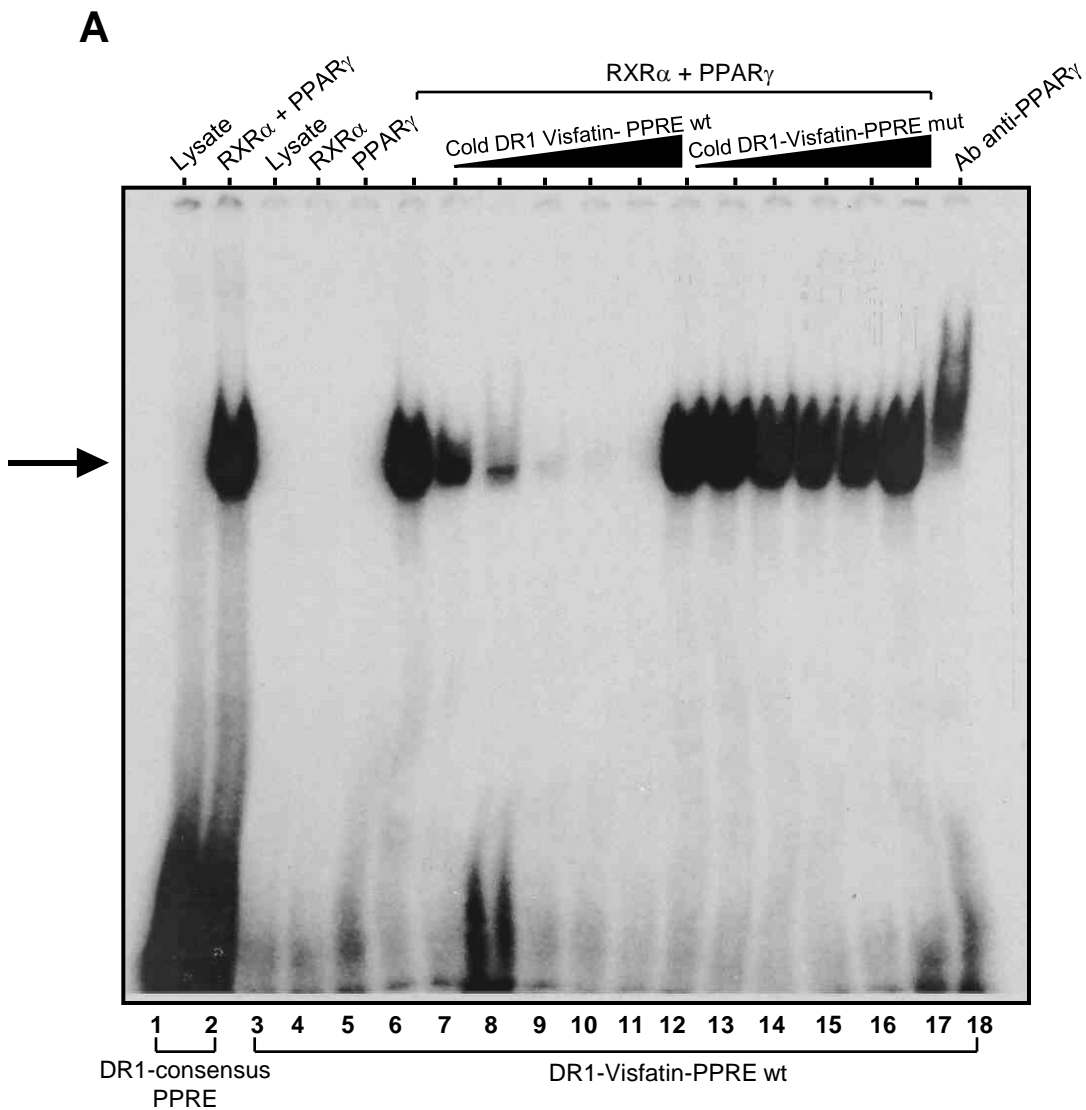 A
RXRα + PPARγ
Lysate
RXRα + PPARγ
Lysate
RXRα
PPARγ
Cold DR1 Visfatin- PPRE wt
Cold DR1-Visfatin-PPRE mut
Ab anti-PPARγ
1 2 3 4 5 6 7 8 9 10 11 12 13 14 15 16 17 18
DR1-consensus
PPRE
DR1-Visfatin-PPRE wt